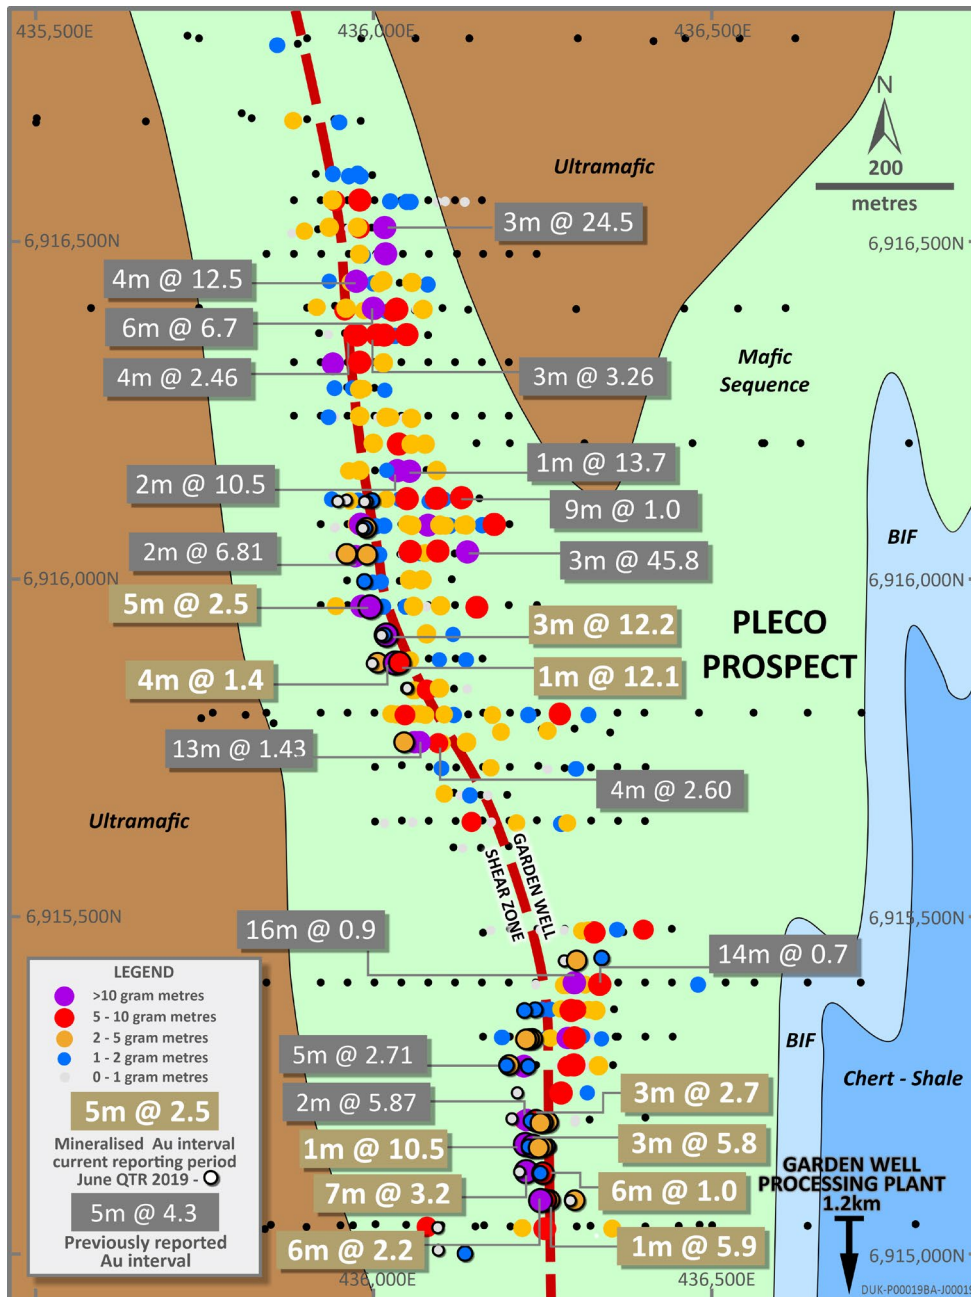 435,500E
436,000E
436,500E
N
200
metres
Ultramafic
6,916,500N
6,916,500N
3m @ 24.5
4m @ 12.5
6m @ 6.7
4m @ 2.46
3m @ 3.26
Mafic
Sequence
1m @ 13.7
2m @ 10.5
9m @ 1.0
BIF
2m @ 6.81
3m @ 45.8
6,916,000N
6,916,000N
5m @ 2.5
3m @ 12.2
PLECO
PROSPECT
4m @ 1.4
1m @ 12.1
13m @ 1.43
4m @ 2.60
Ultramafic
GARDEN WELL
SHEAR ZONE
6,915,500N
6,915,500N
16m @ 0.9
14m @ 0.7
LEGEND
>10 gram metres
5 - 10 gram metres
2 - 5 gram metres
1 - 2 gram metres
0 - 1 gram metres
5m @ 2.5
Mineralised Au interval
current reporting period
June QTR 2019 -
5m @ 4.3
Previously reported
Au interval
BIF
Chert - Shale
5m @ 2.71
2m @ 5.87
3m @ 2.7
1m @ 10.5
3m @ 5.8
7m @ 3.2
6m @ 1.0
6m @ 2.2
1m @ 5.9
GARDEN WELL
PROCESSING PLANT
1.2km
6,915,000N
436,000E
436,500E
DUK-P00019BA-J00019